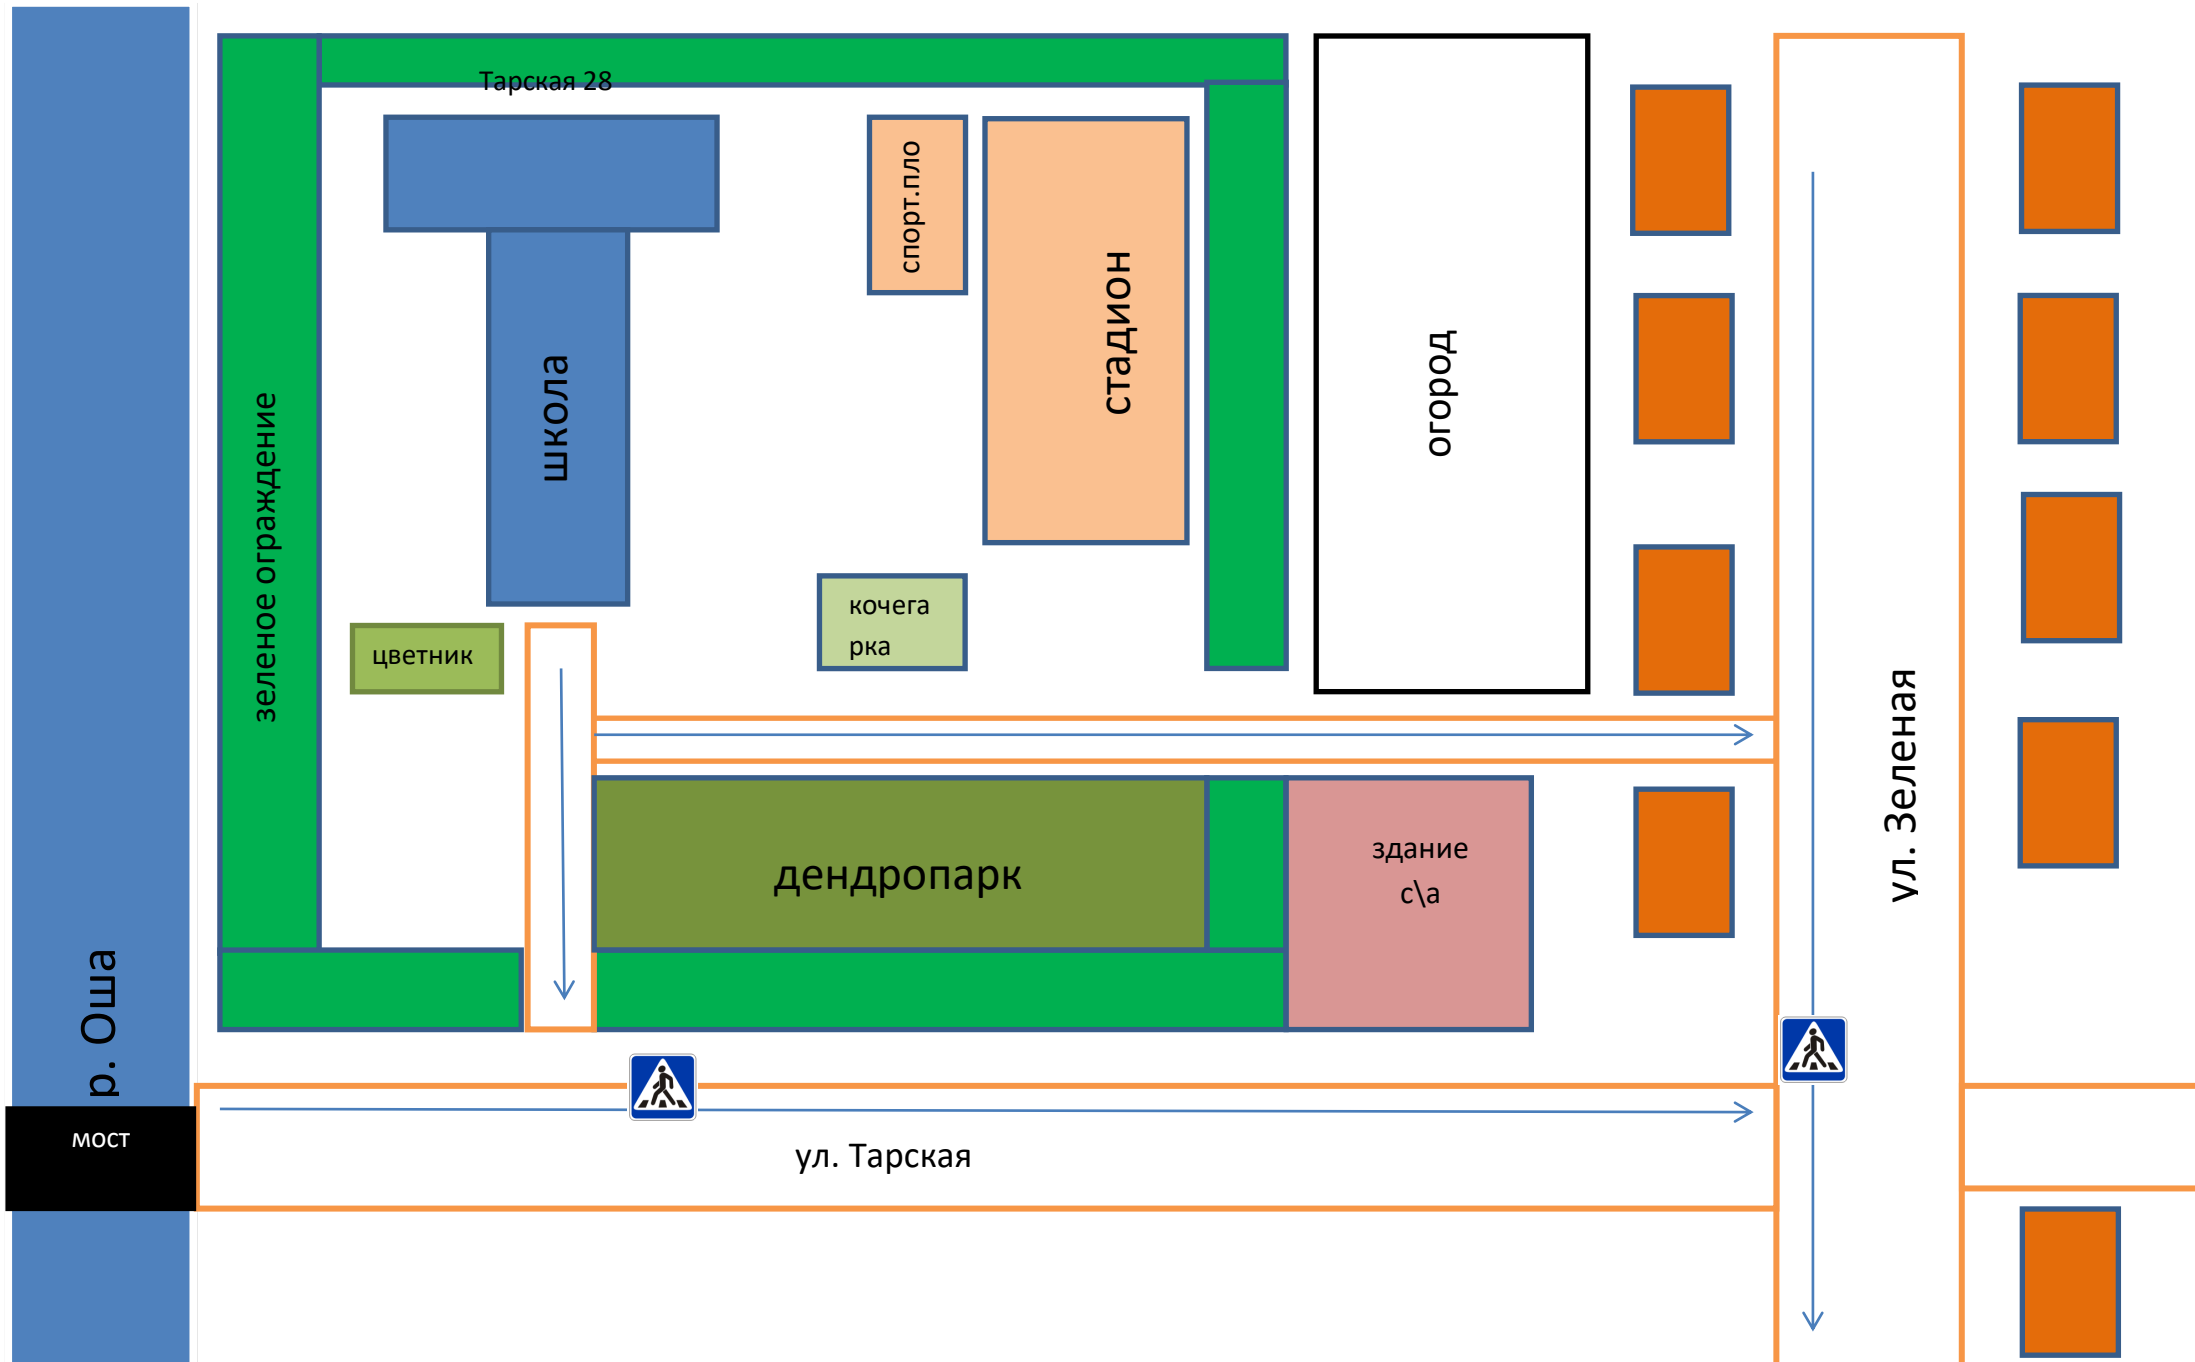 Тарская 28
спорт.пло
стадион
школа
огород
зеленое ограждение
кочега
рка
цветник
ул. Зеленая
дендропарк
здание
с\а
р. Оша
мост
ул. Тарская